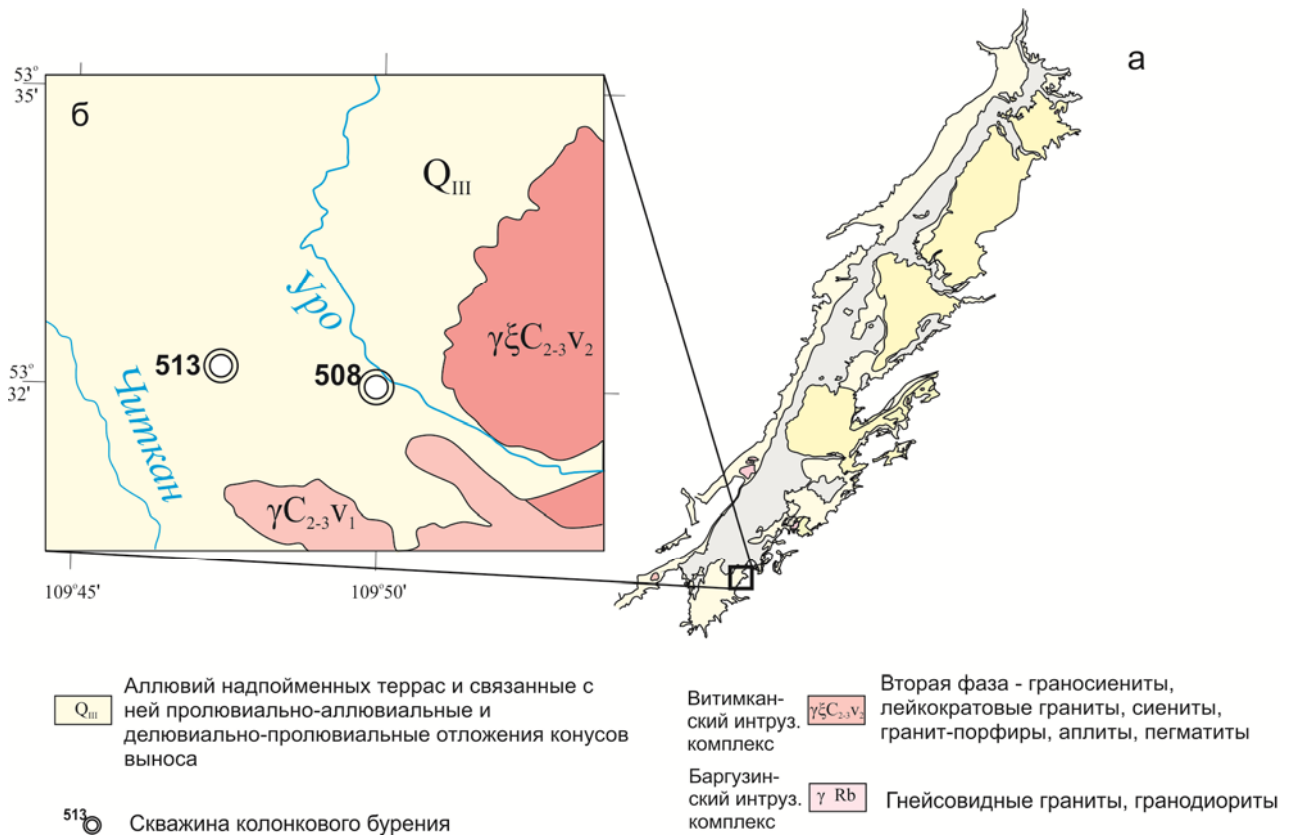 а
53°
35'
б
Q III
Уро
γξC₂₋₃v₂
513
508
53°
32'
Читкан
γC₂₋₃v₁
109°45'
109°50'
Q III
Аллювий надпойменных террас и связанные с
ней пролювиально-аллювиальные и
делювиально-пролювиальные отложения конусов
выноса
513
Скважина колонкового бурения
Витимкан-
ский интруз.
комплекс
γξC₂₋₃v₂
Вторая фаза - граносиениты,
лейкократовые граниты, сиениты,
гранит-порфиры, аплиты, пегматиты
Баргузин-
ский интруз.
комплекс
γ Rb
Гнейсовидные граниты, гранодиориты